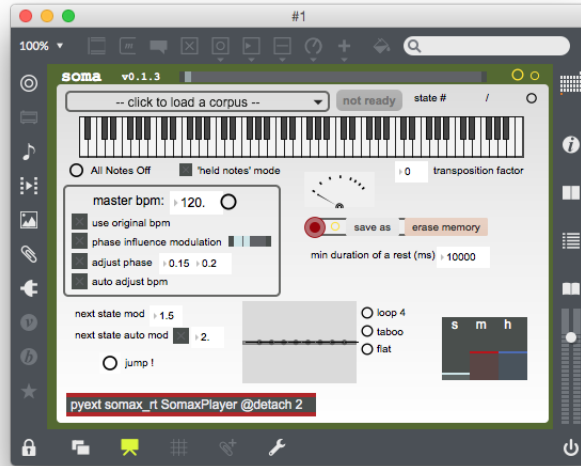 #1
100%
soma v0.1.3
-- click to load a corpus --
not ready
state # /
All Notes Off
'held notes' mode
0 transposition factor
master bpm: 120.
use original bpm
phase influence modulation
adjust phase 0.15 0.2
auto adjust bpm
save as
erase memory
min duration of a rest (ms) 10000
next state mod 1.5
next state auto mod 2.
jump !
loop 4
taboo
flat
s m h
pyext somax_rt SomaxPlayer @detach 2